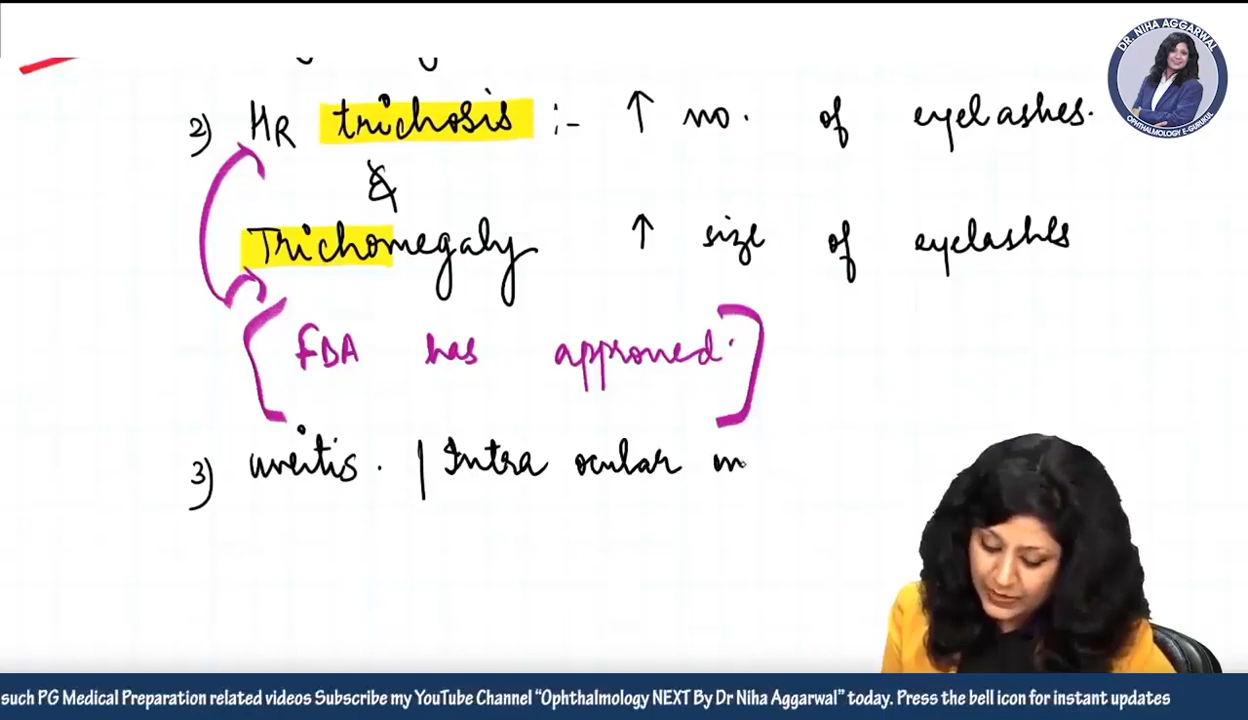 DR. NIHA AGGARWAL
OPHTHALMOLOGY E-GURUKUL
2) HR trichosis :- ↑ no. of eyelashes.
&
Trichomegaly ↑ size of eyelashes
[FDA has approved.]
3) uveitis. | Intra ocular in
such PG Medical Preparation related videos Subscribe my YouTube Channel “Ophthalmology NEXT By Dr Niha Aggarwal” today. Press the bell icon for instant updates